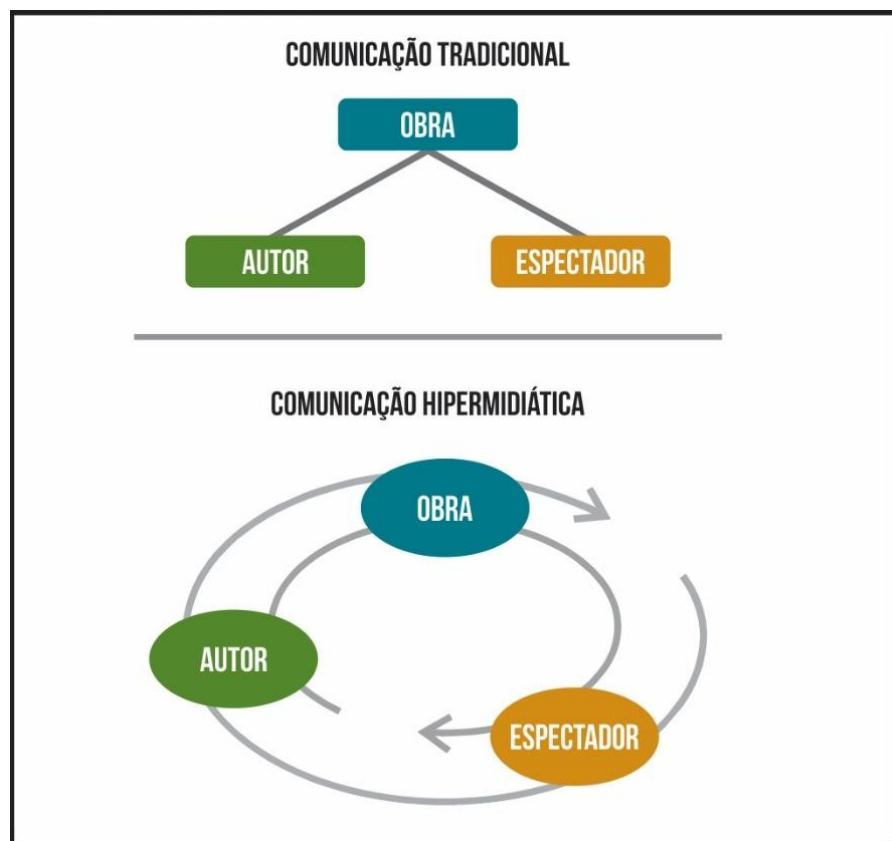 COMUNICAÇÃO TRADICIONAL
OBRA
AUTOR
ESPECTADOR
COMUNICAÇÃO HIPERMIDIÁTICA
OBRA
AUTOR
ESPECTADOR